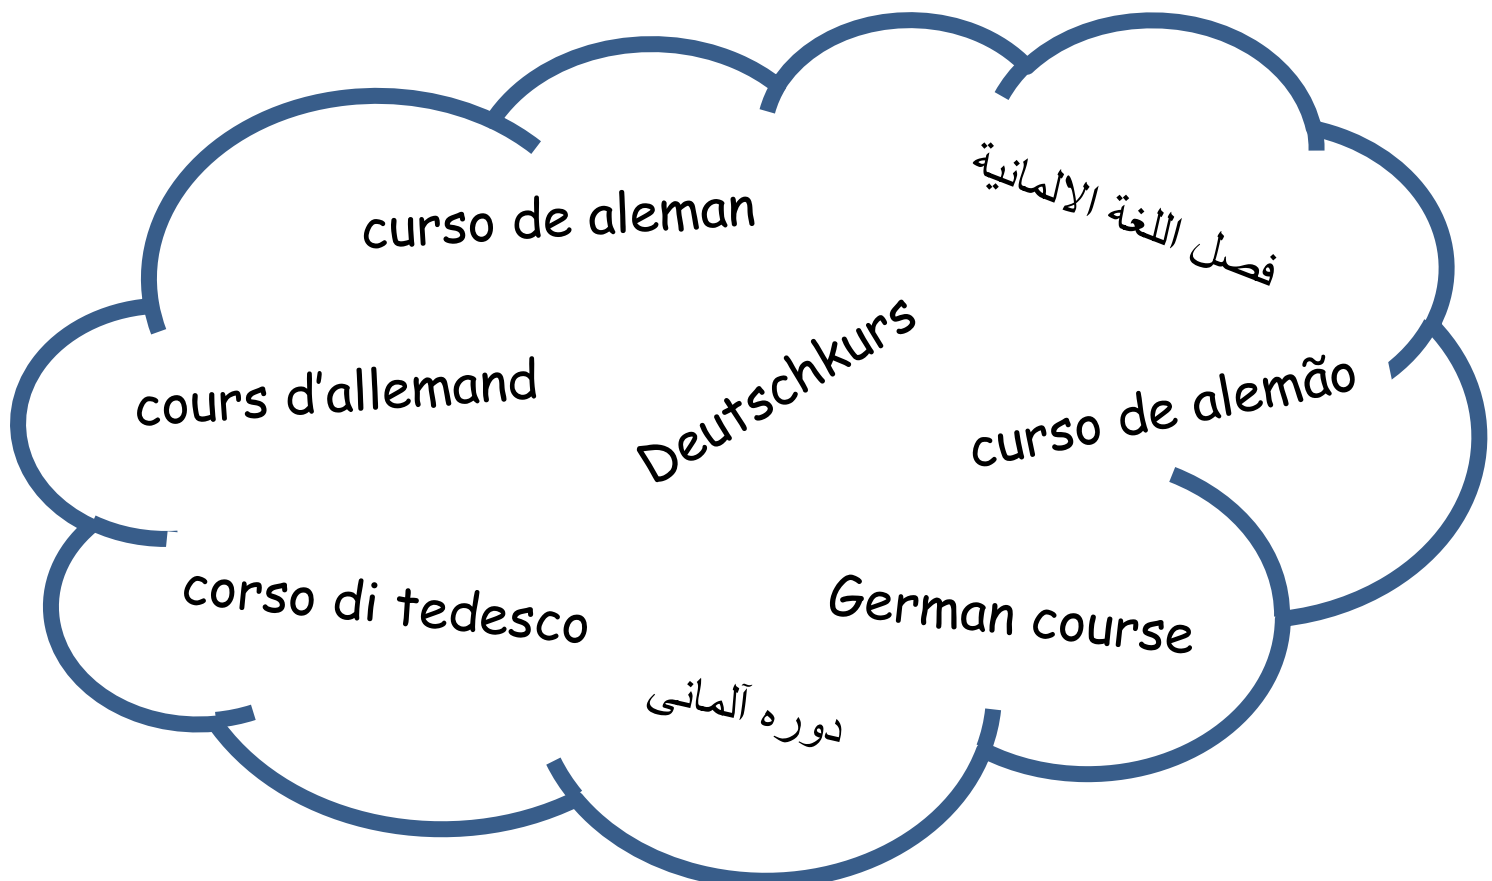 curso de aleman
فصل اللغة الالمانية
cours d’allemand
Deutschkurs
curso de alemão
corso di tedesco
German course
دوره آلمانی